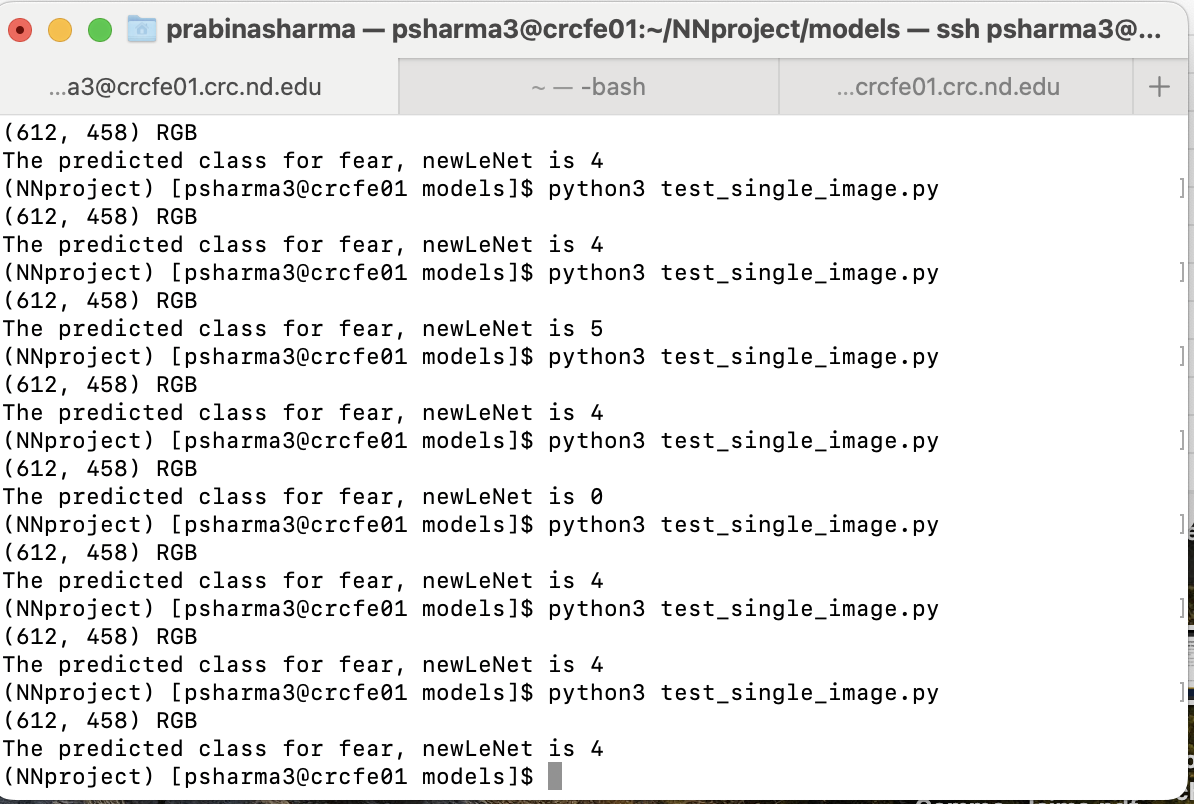 prabinasharma — psharma3@crcfe01:~/NNproject/models — ssh psharma3@...
...a3@crcfe01.crc.nd.edu
~ — -bash
...crcfe01.crc.nd.edu
+
(612, 458) RGB
The predicted class for fear, newLeNet is 4
(NNproject) [psharma3@crcfe01 models]$ python3 test_single_image.py ]
(612, 458) RGB
The predicted class for fear, newLeNet is 4
(NNproject) [psharma3@crcfe01 models]$ python3 test_single_image.py ]
(612, 458) RGB
The predicted class for fear, newLeNet is 5
(NNproject) [psharma3@crcfe01 models]$ python3 test_single_image.py ]
(612, 458) RGB
The predicted class for fear, newLeNet is 4
(NNproject) [psharma3@crcfe01 models]$ python3 test_single_image.py ]
(612, 458) RGB
The predicted class for fear, newLeNet is 0
(NNproject) [psharma3@crcfe01 models]$ python3 test_single_image.py ]
(612, 458) RGB
The predicted class for fear, newLeNet is 4
(NNproject) [psharma3@crcfe01 models]$ python3 test_single_image.py ]
(612, 458) RGB
The predicted class for fear, newLeNet is 4
(NNproject) [psharma3@crcfe01 models]$ python3 test_single_image.py ]
(612, 458) RGB
The predicted class for fear, newLeNet is 4
(NNproject) [psharma3@crcfe01 models]$